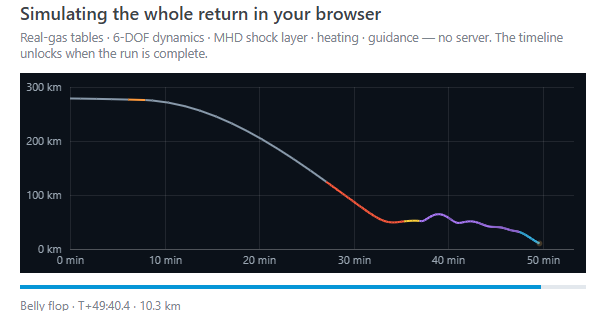 Simulating the whole return in your browser
Real-gas tables · 6-DOF dynamics · MHD shock layer · heating · guidance — no server. The timeline
unlocks when the run is complete.
300 km
200 km
100 km
0 km
0 min 10 min 20 min 30 min 40 min 50 min
Belly flop · T+49:40.4 · 10.3 km